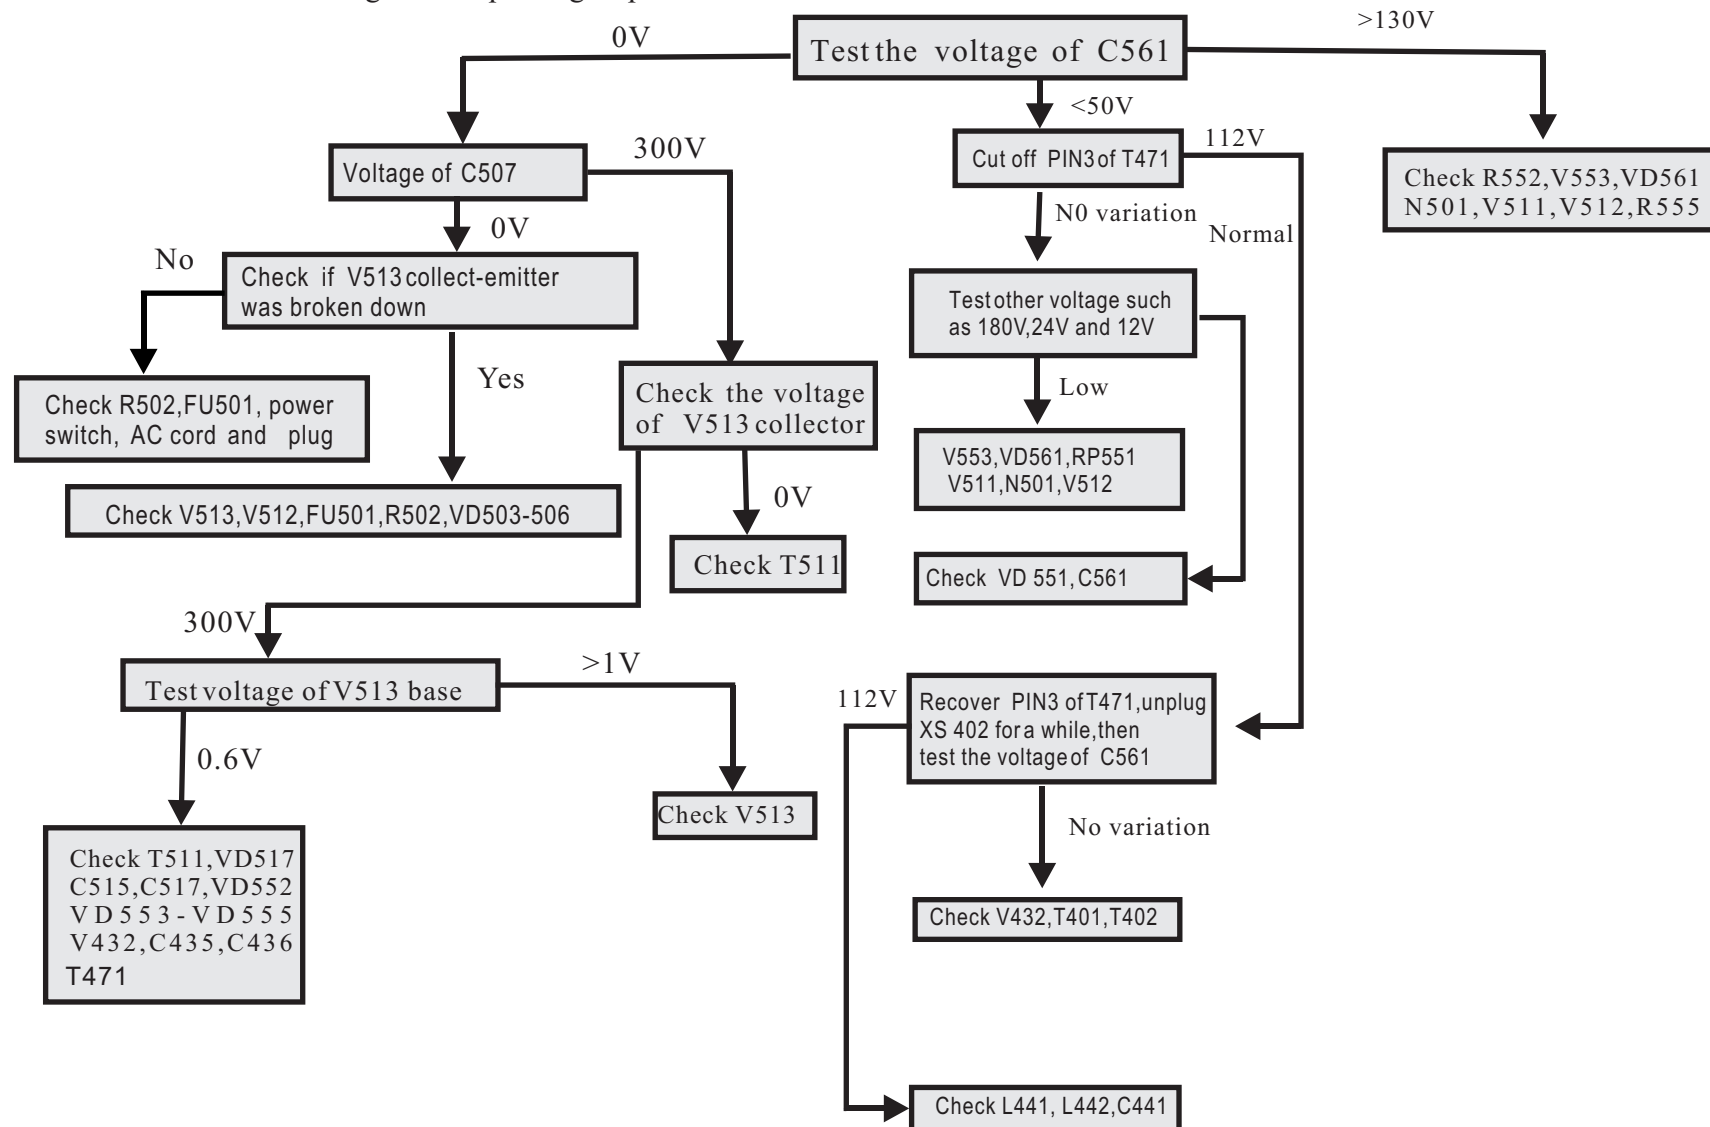 >130V
0V
Test the voltage of C561
<50V
300V
112V
Voltage of C507
Cut off PIN3 of T471
Check R552,V553,VD561
N501,V511,V512,R555
0V
N0 variation
Normal
No
Check if V513 collect-emitter
was broken down
Test other voltage such
as 180V,24V and 12V
Yes
Low
Check R502,FU501, power
switch, AC cord and plug
Check the voltage
of V513 collector
V553,VD561,RP551
V511,N501,V512
0V
Check V513,V512,FU501,R502,VD503-506
Check T511
Check VD 551,C561
300V
>1V
Test voltage of V513 base
112V
Recover PIN3 of T471,unplug
XS 402 for a while,then
test the voltage of C561
0.6V
Check V513
No variation
Check T511,VD517
C515,C517,VD552
VD553-VD555
V432,C435,C436
T471
Check V432,T401,T402
Check L441, L442,C441